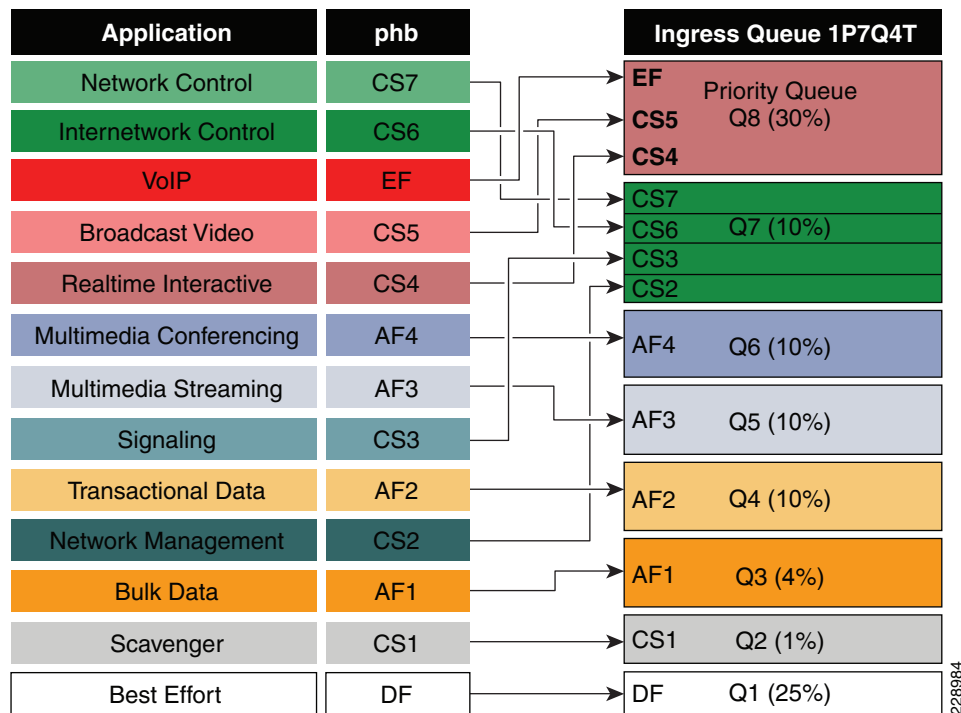 Application phb Ingress Queue 1P7Q4T
Network Control CS7 EF Priority Queue
Internetwork Control CS6 CS5 Q8 (30%)
VoIP EF CS4
Broadcast Video CS5 CS7
CS6 Q7 (10%)
Realtime Interactive CS4 CS3
CS2
Multimedia Conferencing AF4 AF4 Q6 (10%)
Multimedia Streaming AF3 AF3 Q5 (10%)
Signaling CS3
Transactional Data AF2 AF2 Q4 (10%)
Network Management CS2
Bulk Data AF1 AF1 Q3 (4%)
Scavenger CS1 CS1 Q2 (1%)
Best Effort DF DF Q1 (25%)
228984